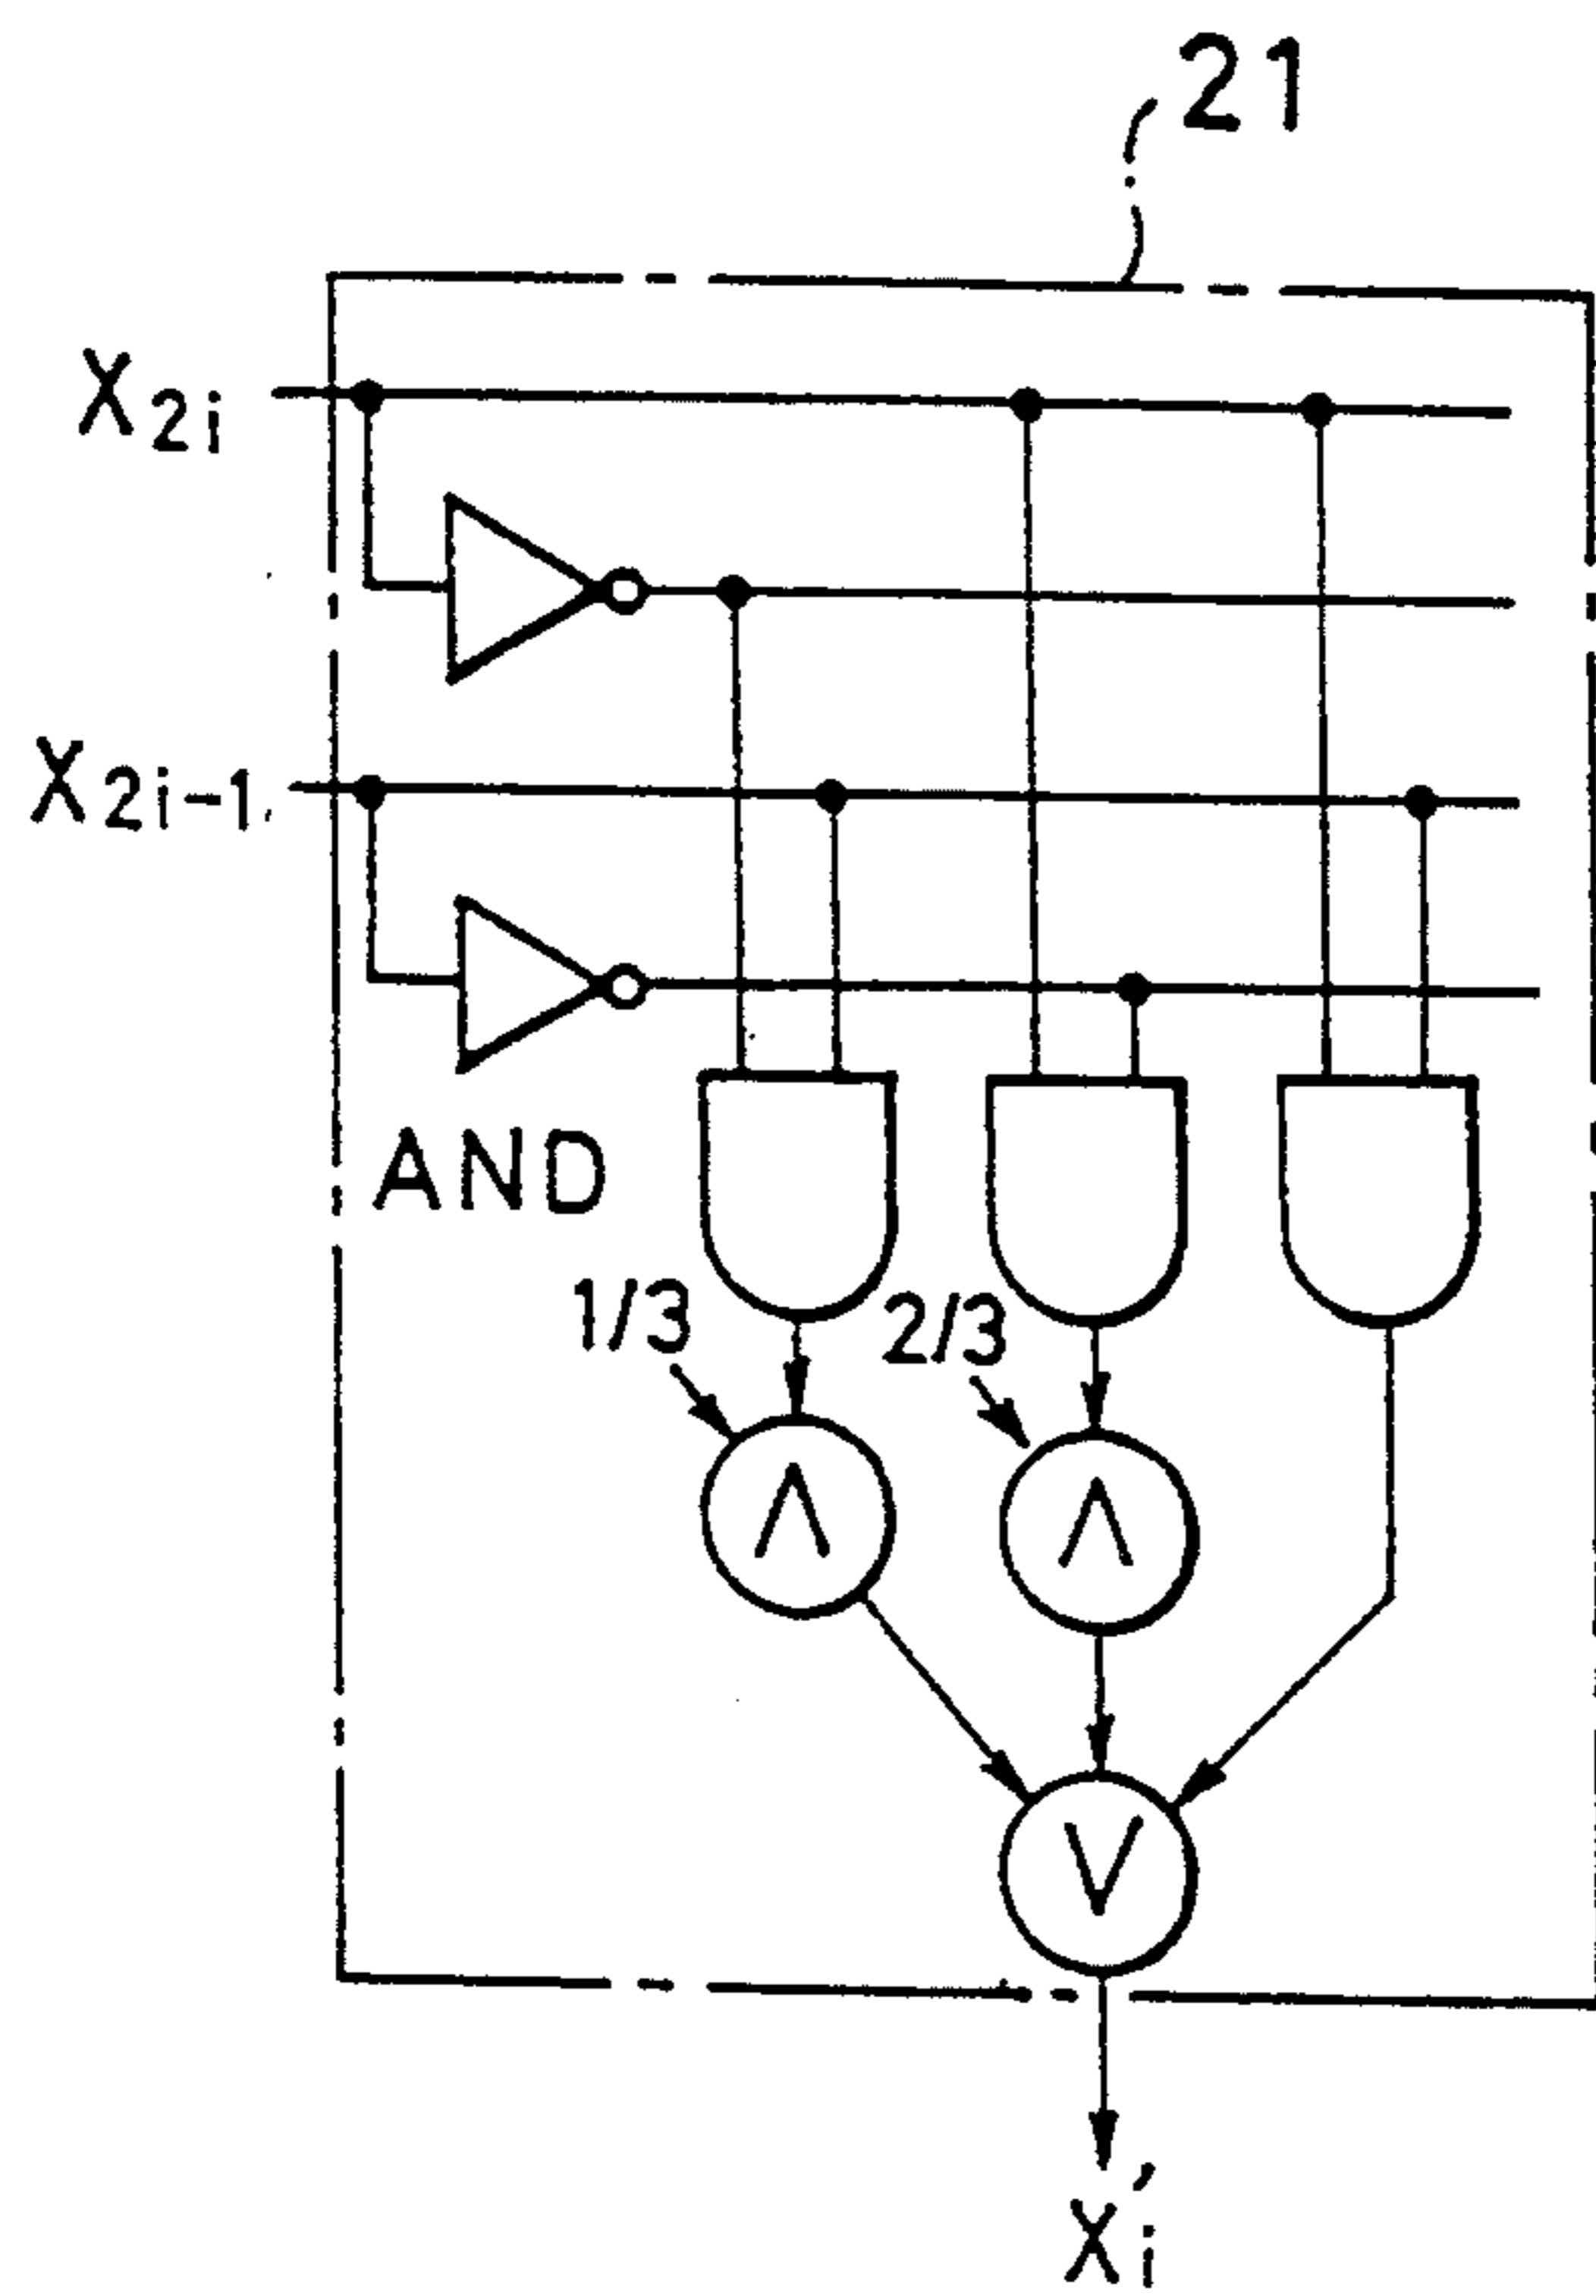 21
X2i
X2i-1
AND
1/3
2/3
Λ
Λ
V
X'i